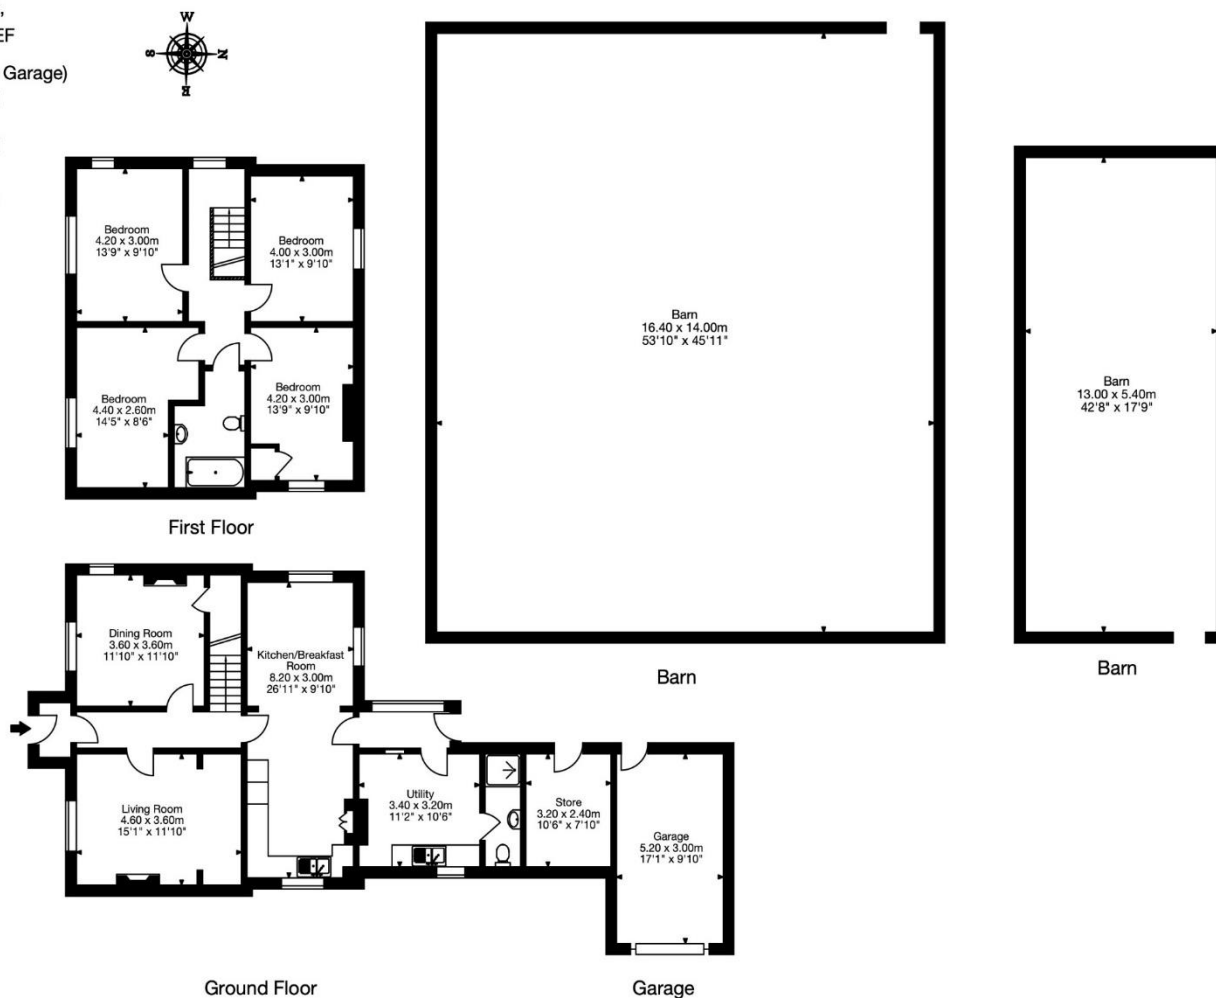 EF
Garage)
W
S
N
E
Bedroom
4.20 x 3.00m
13'9" x 9'10"
Bedroom
4.00 x 3.00m
13'1" x 9'10"
Bedroom
4.40 x 2.60m
14'5" x 8'6"
Bedroom
4.20 x 3.00m
13'9" x 9'10"
First Floor
Barn
16.40 x 14.00m
53'10" x 45'11"
Barn
Barn
13.00 x 5.40m
42'8" x 17'9"
Barn
Dining Room
3.60 x 3.60m
11'10" x 11'10"
Kitchen/Breakfast
Room
8.20 x 3.00m
26'11" x 9'10"
Living Room
4.60 x 3.60m
15'1" x 11'10"
Utility
3.40 x 3.20m
11'2" x 10'6"
Store
3.20 x 2.40m
10'6" x 7'10"
Garage
5.20 x 3.00m
17'1" x 9'10"
Ground Floor
Garage